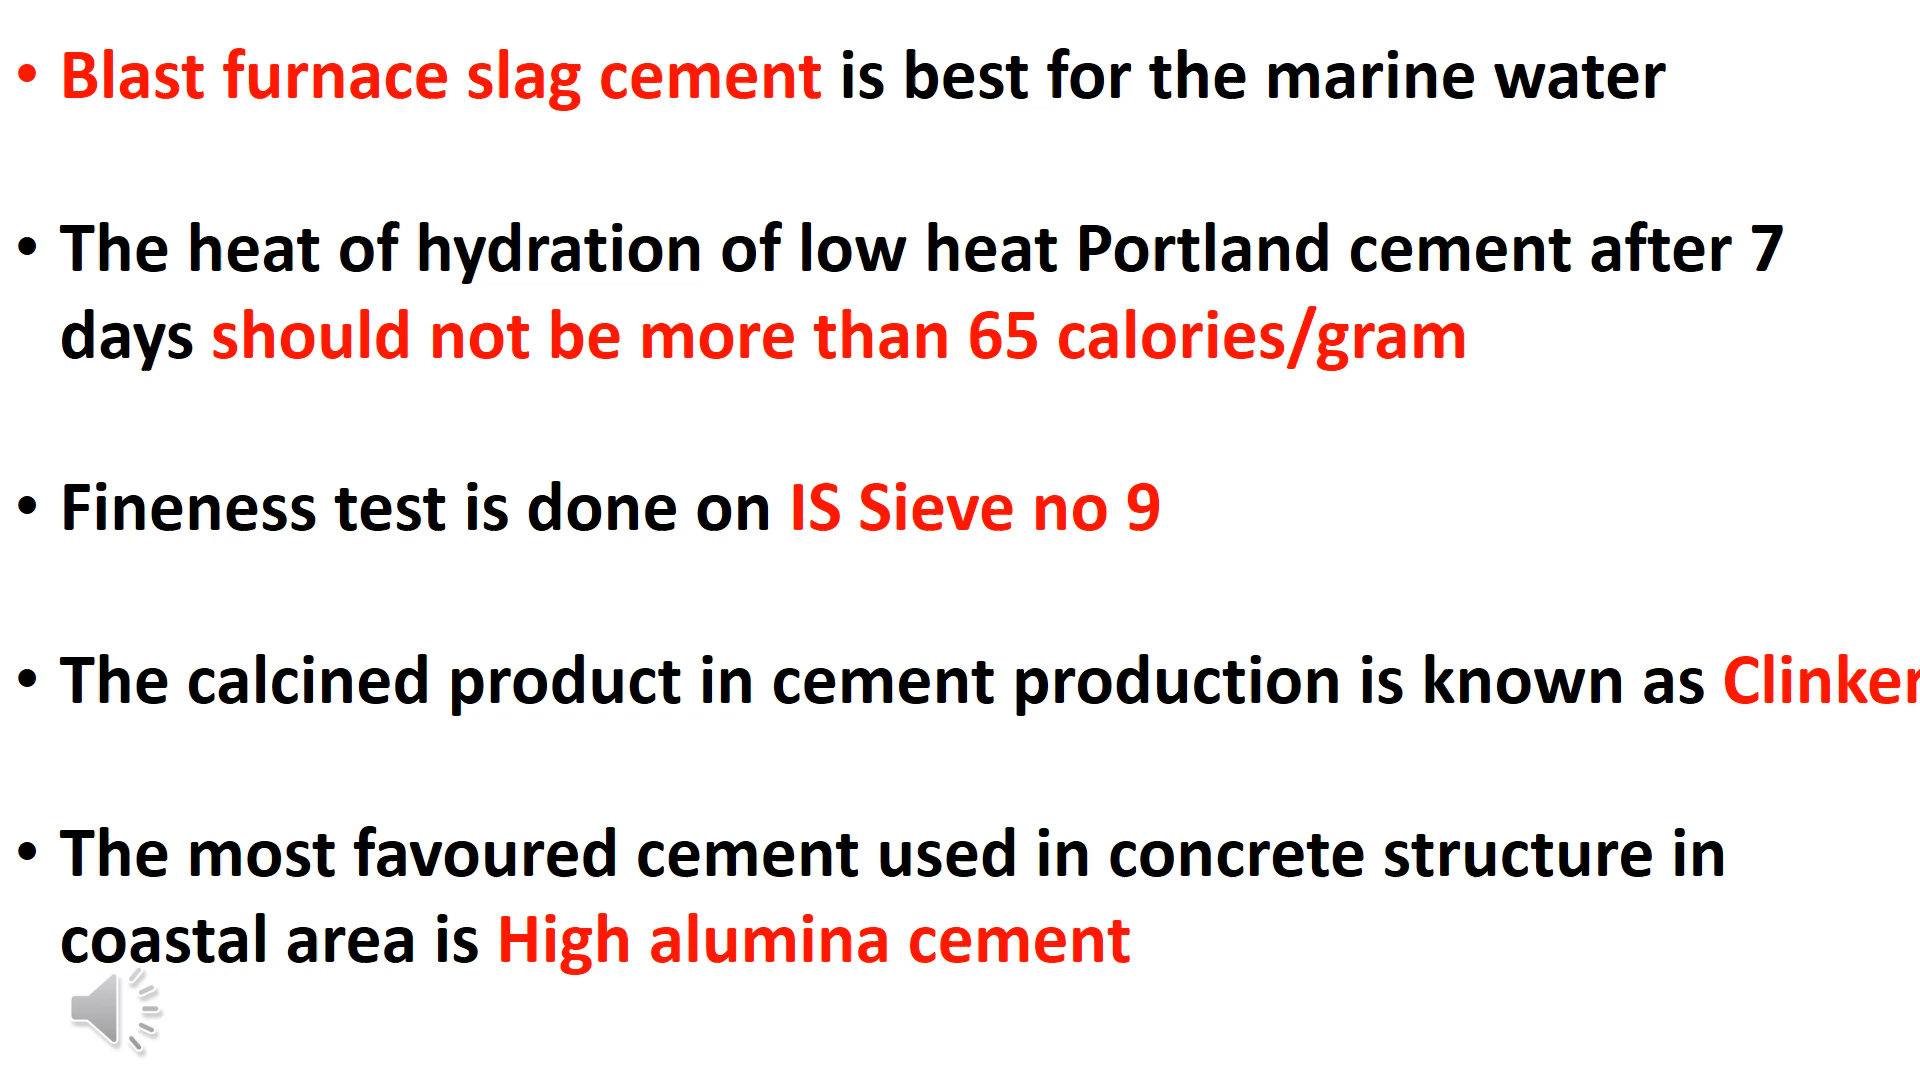 • Blast furnace slag cement is best for the marine water
• The heat of hydration of low heat Portland cement after 7
days should not be more than 65 calories/gram
• Fineness test is done on IS Sieve no 9
• The calcined product in cement production is known as Clinker
• The most favoured cement used in concrete structure in
coastal area is High alumina cement